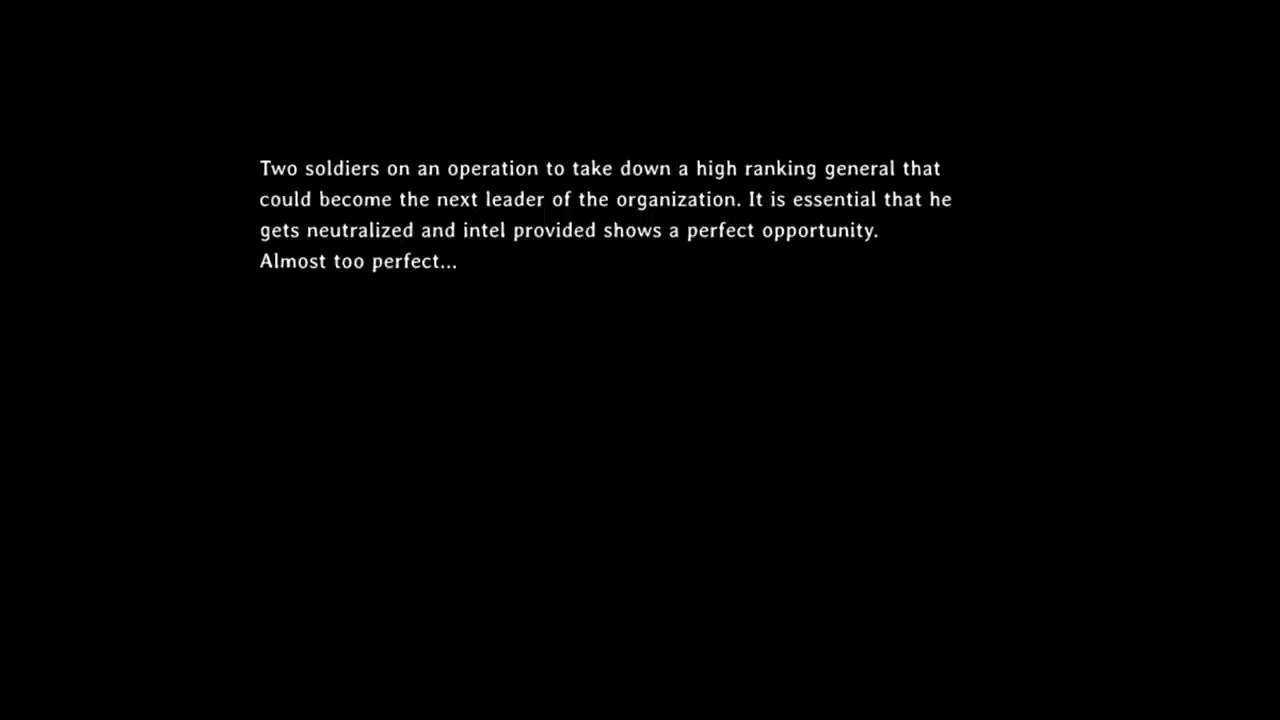 Two soldiers on an operation to take down a high ranking general that
could become the next leader of the organization. It is essential that he
gets neutralized and intel provided shows a perfect opportunity.
Almost too perfect...